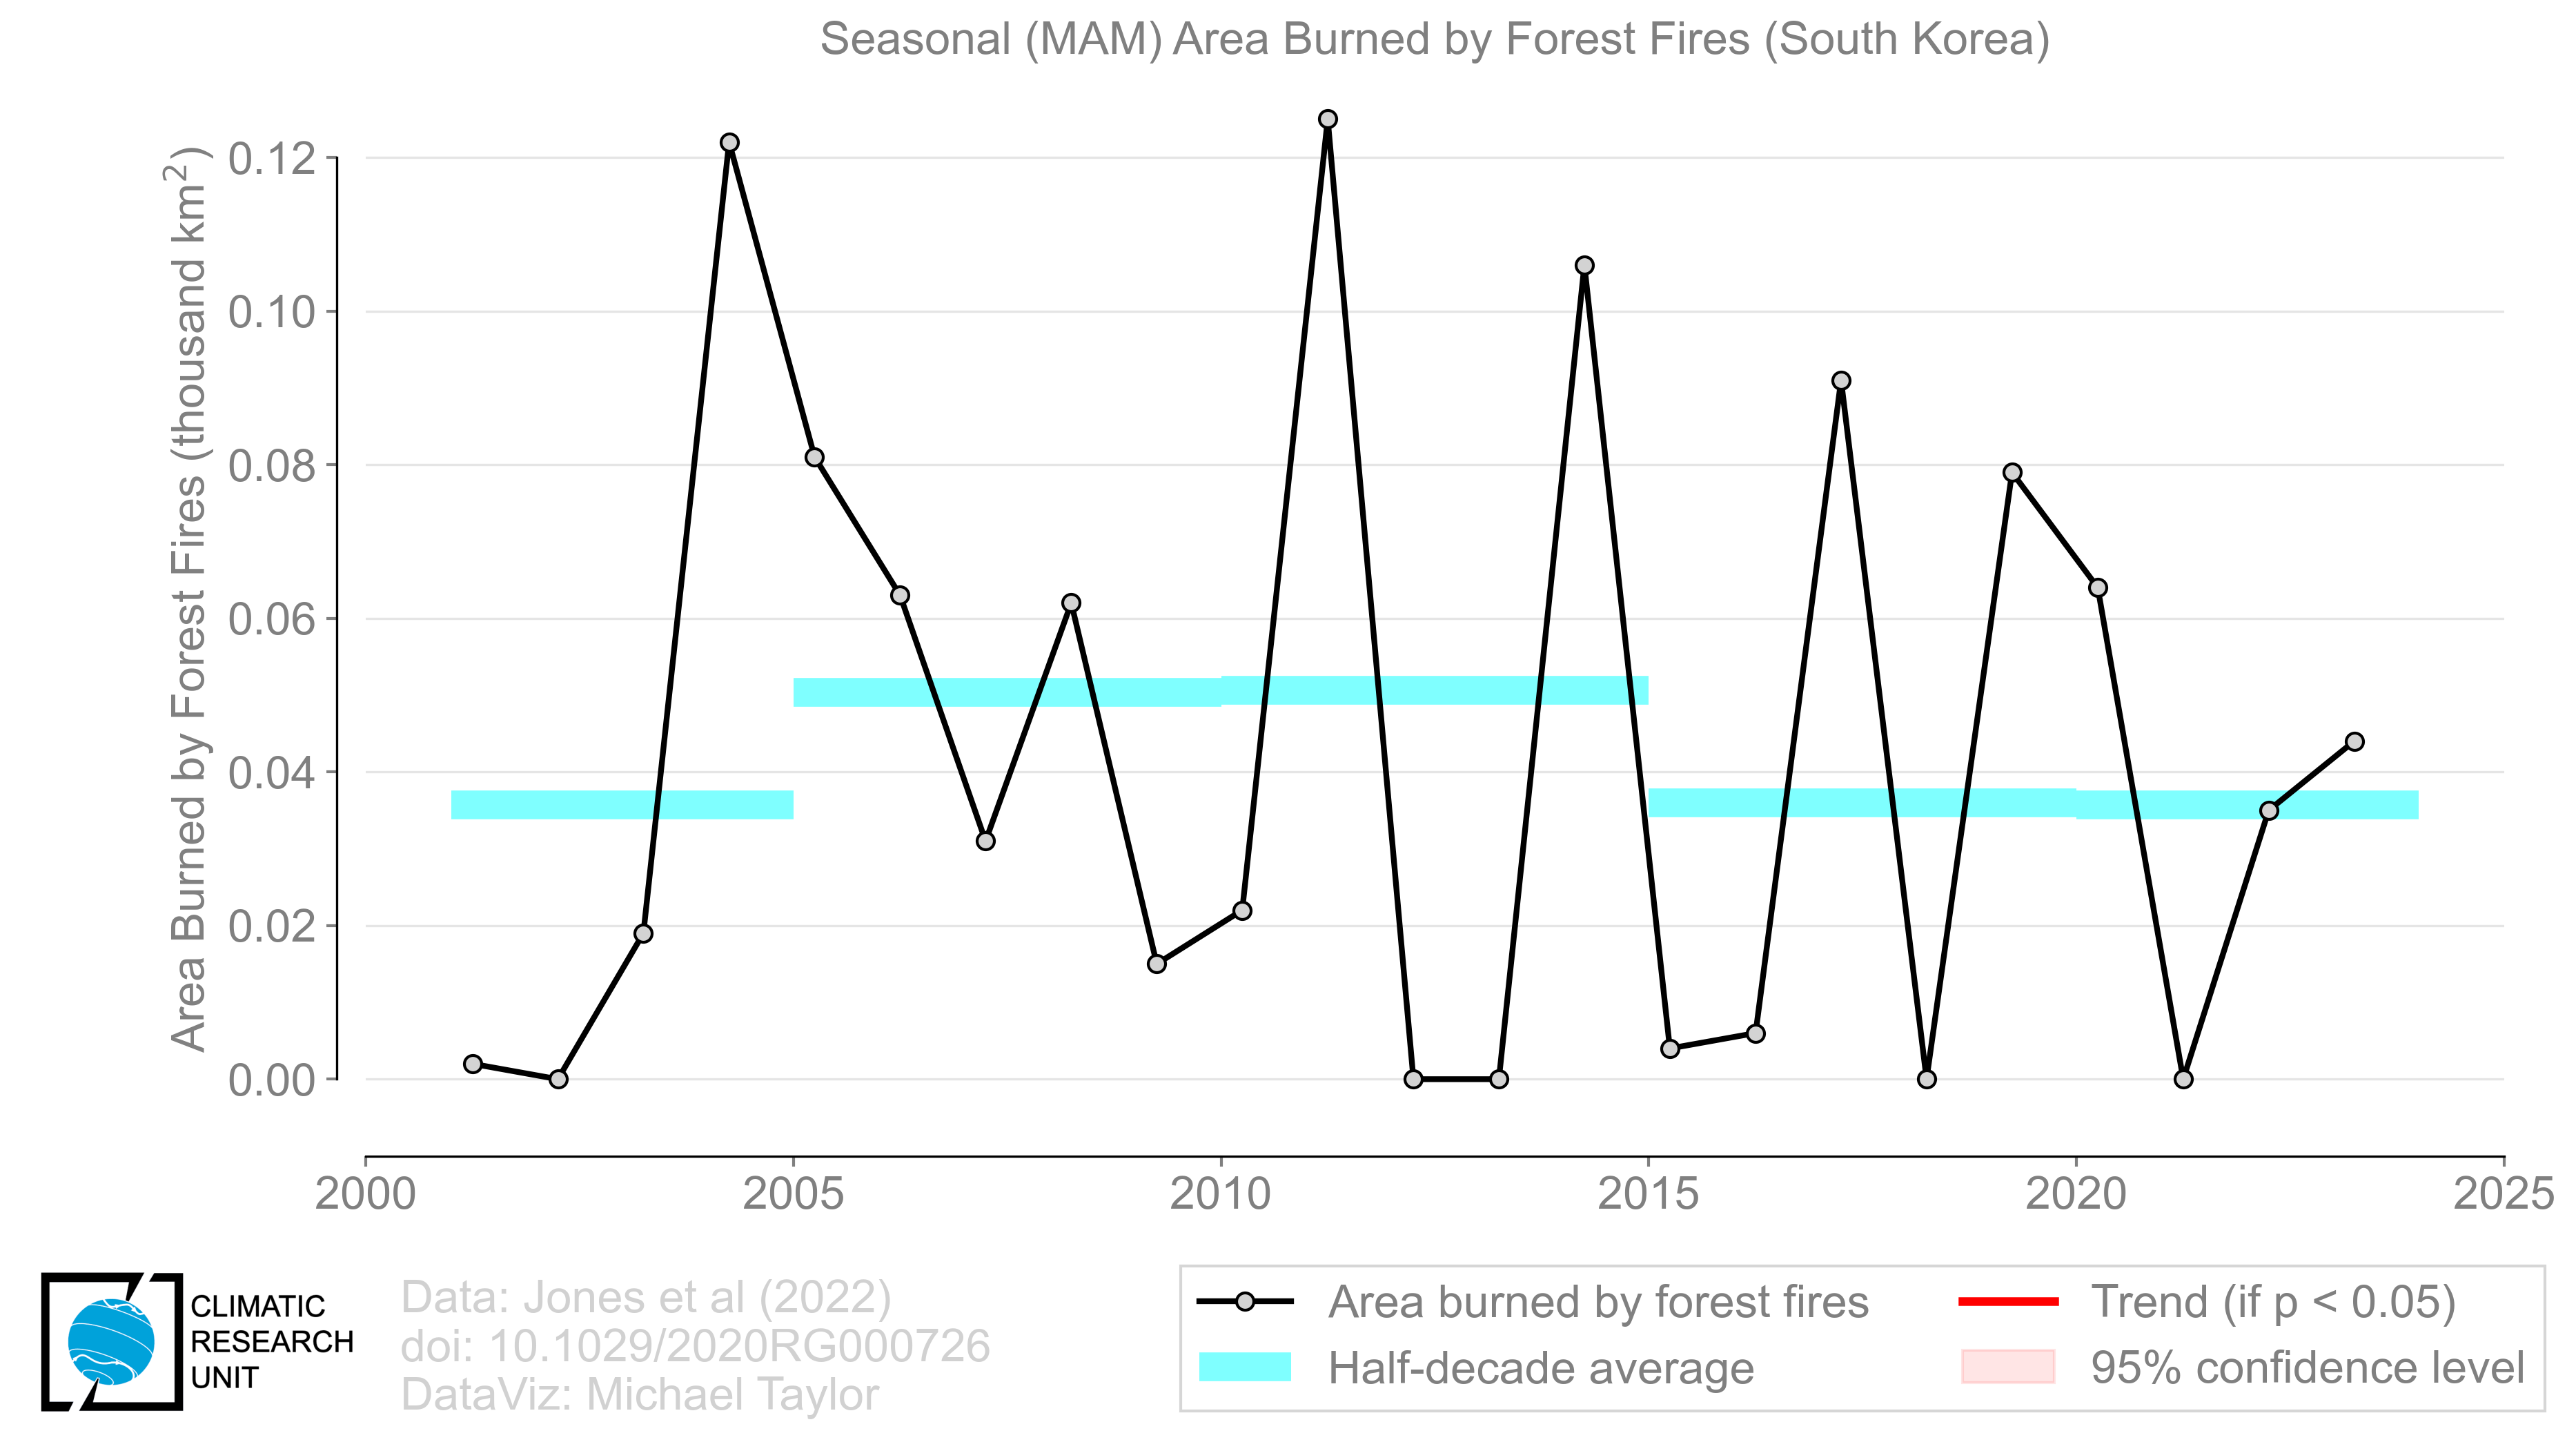 Seasonal (MAM) Area Burned by Forest Fires (South Korea)
Area Burned by Forest Fires (thousand km²)
0.12
0.10
0.08
0.06
0.04
0.02
0.00
2000 2005 2010 2015 2020 2025
CLIMATIC
RESEARCH
UNIT
Data: Jones et al (2022)
doi: 10.1029/2020RG000726
DataViz: Michael Taylor
Area burned by forest fires
Half-decade average
Trend (if p < 0.05)
95% confidence level